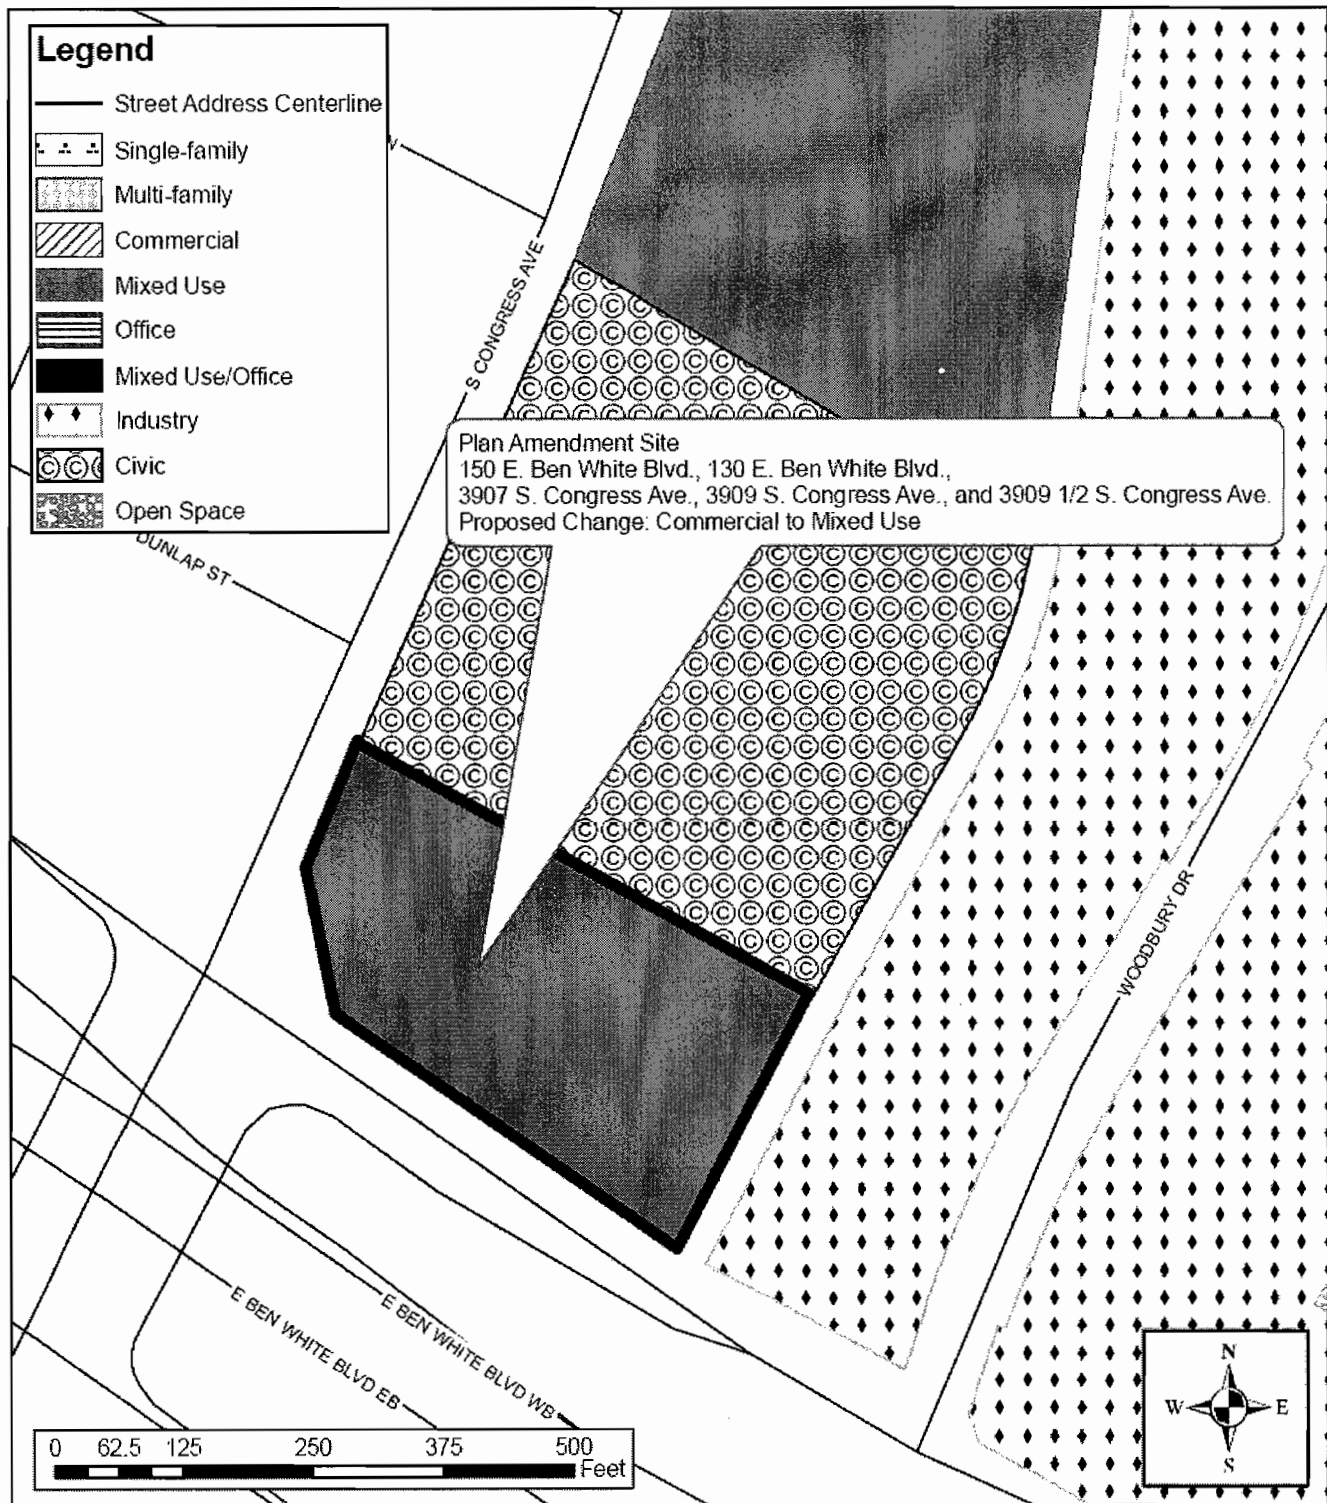 Legend
Street Address Centerline
Single-family
Multi-family
Commercial
Mixed Use
Office
Mixed Use/Office
Industry
Civic
Open Space
S CONGRESS AVE
Plan Amendment Site
150 E. Ben White Blvd., 130 E. Ben White Blvd.,
3907 S. Congress Ave., 3909 S. Congress Ave., and 3909 1/2 S. Congress Ave.
Proposed Change: Commercial to Mixed Use
DUNLAP ST
WOODBURY DR
E BEN WHITE BLVD EB
E BEN WHITE BLVD WB
N
W E
S
0 62.5 125 250 375 500
Feet